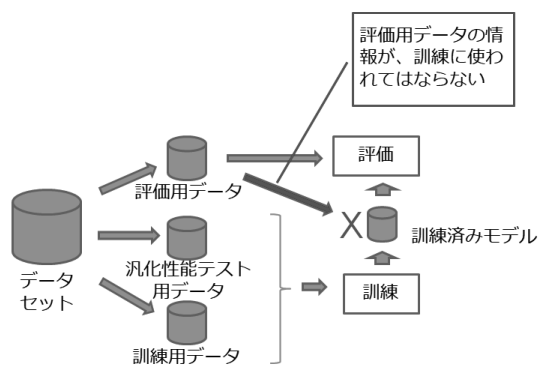 評価用データの情
報が、訓練に使わ
れてはならない
評価
評価用データ
X
訓練済みモデル
データ
セット
汎化性能テスト
用データ
訓練
訓練用データ